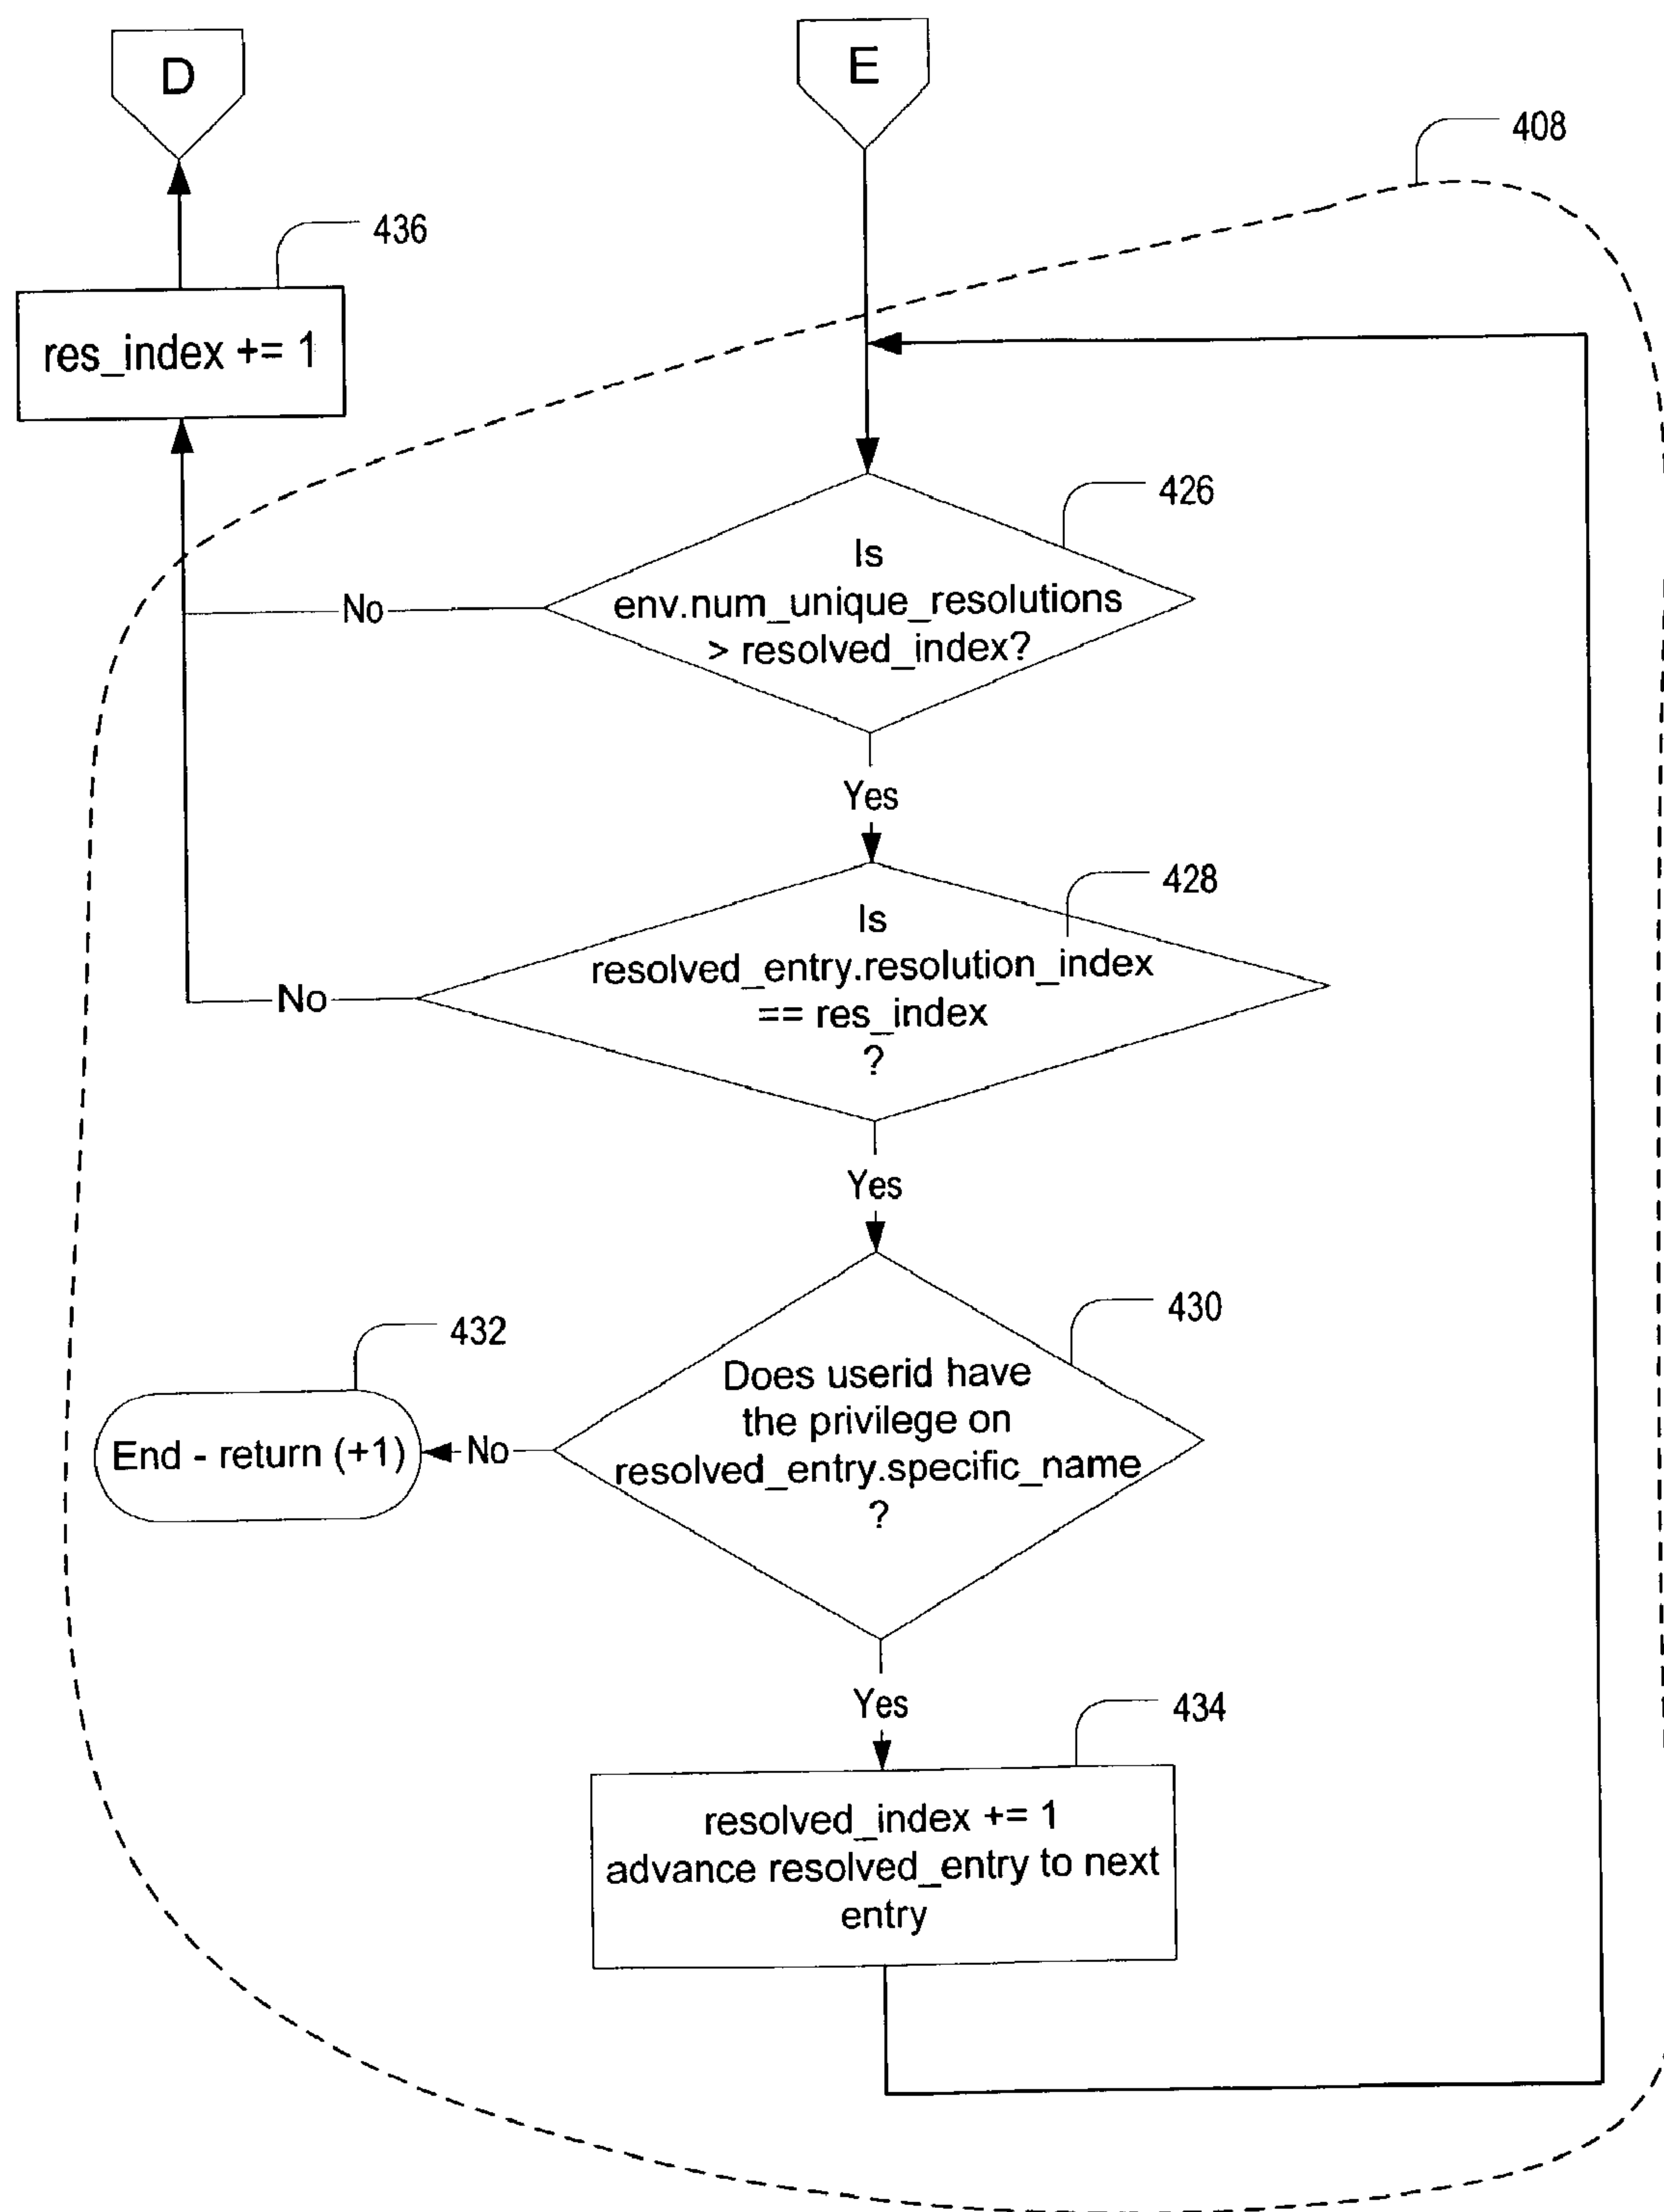 D
E
408
436
res_index += 1
426
Is
env.num_unique_resolutions
> resolved_index?
No
Yes
428
Is
resolved_entry.resolution_index
== res_index
?
No
Yes
430
432
Does userid have
the privilege on
resolved_entry.specific_name
?
End - return (+1)
No
Yes
434
resolved_index += 1
advance resolved_entry to next
entry